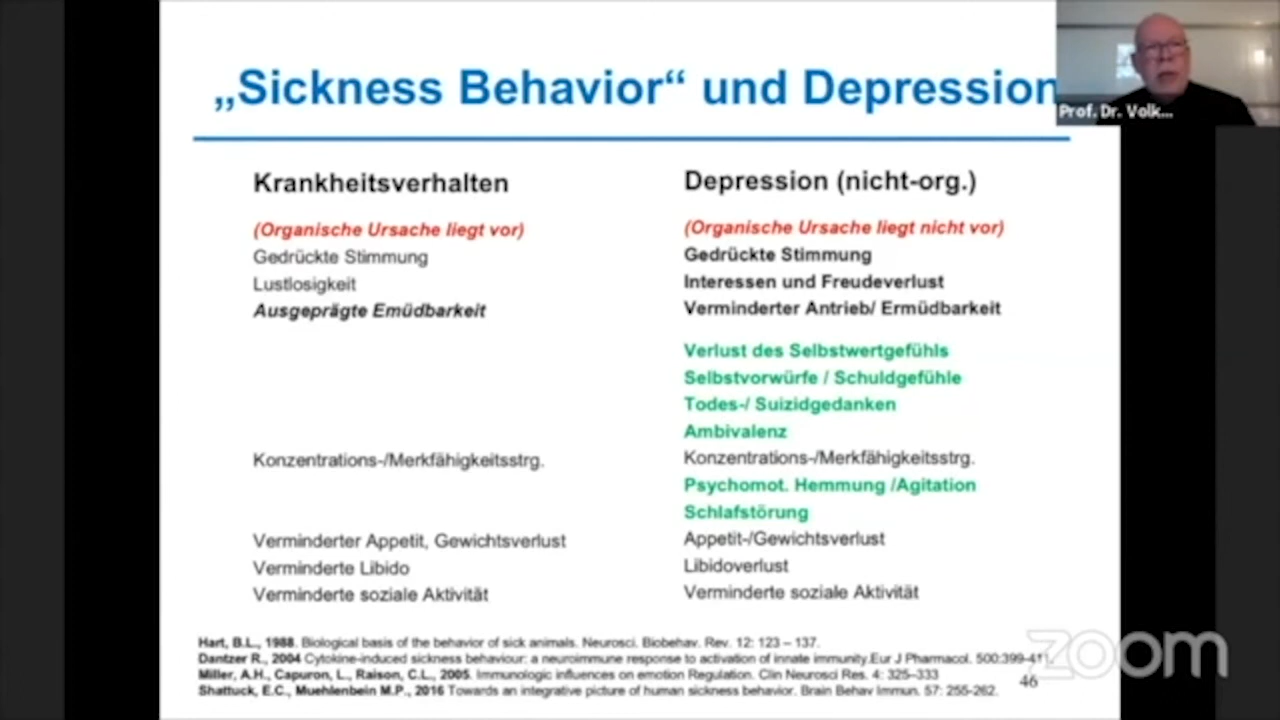 „Sickness Behavior“ und Depression
Prof. Dr. Volk...
Krankheitsverhalten
(Organische Ursache liegt vor)
Gedrückte Stimmung
Lustlosigkeit
Ausgeprägte Emüdbarkeit
Konzentrations-/Merkfähigkeitsstrg.
Verminderter Appetit, Gewichtsverlust
Verminderte Libido
Verminderte soziale Aktivität
Depression (nicht-org.)
(Organische Ursache liegt nicht vor)
Gedrückte Stimmung
Interessen und Freudeverlust
Verminderter Antrieb/ Ermüdbarkeit
Verlust des Selbstwertgefühls
Selbstvorwürfe / Schuldgefühle
Todes-/ Suizidgedanken
Ambivalenz
Konzentrations-/Merkfähigkeitsstrg.
Psychomot. Hemmung /Agitation
Schlafstörung
Appetit-/Gewichtsverlust
Libidoverlust
Verminderte soziale Aktivität
Hart, B.L., 1988. Biological basis of the behavior of sick animals. Neurosci. Biobehav. Rev. 12: 123 – 137.
Dantzer R., 2004 Cytokine-induced sickness behaviour: a neuroimmune response to activation of innate immunity.Eur J Pharmacol. 500:399-411.
Miller, A.H., Capuron, L., Raison, C.L., 2005. Immunologic influences on emotion Regulation. Clin Neurosci Res. 4: 325–333
Shattuck, E.C., Muehlenbein M.P., 2016 Towards an integrative picture of human sickness behavior. Brain Behav Immun. 57: 255-262.
46
zoom